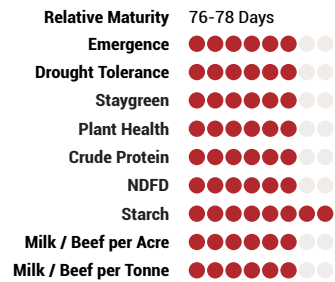 Relative Maturity 76-78 Days
Emergence
Drought Tolerance
Staygreen
Plant Health
Crude Protein
NDFD
Starch
Milk / Beef per Acre
Milk / Beef per Tonne